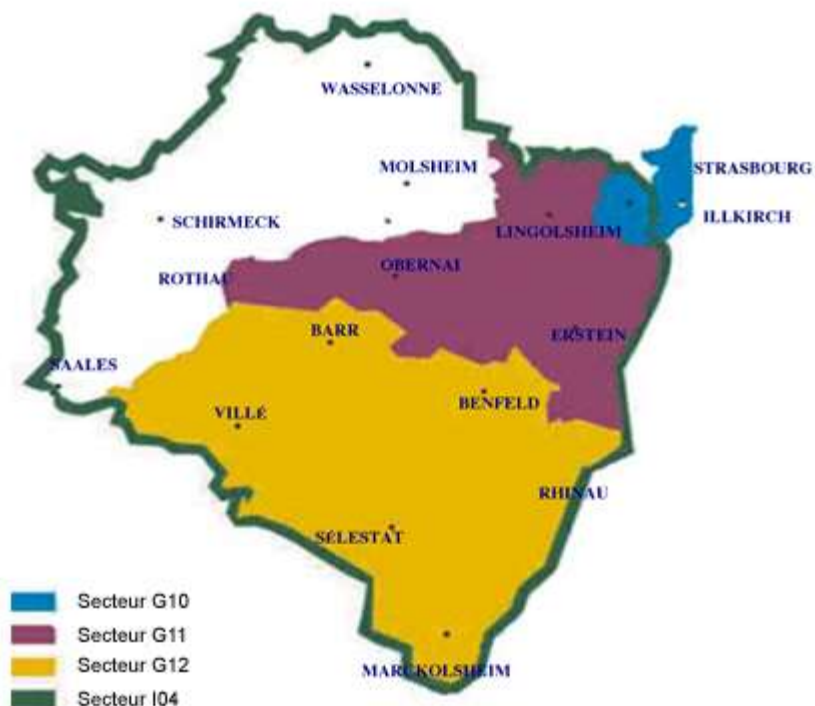 WASSELONNE
MOLSHEIM
STRASBOURG
SCHIRMECK
ILLKIRCH
LINGOLSHEIM
OBERNAI
ROTHAU
BARR
ERSTEIN
SAALES
BENFELD
VILLÉ
RHINAU
SÉLESTAT
Secteur G10
Secteur G11
Secteur G12
MARCKOLSHEIM
Secteur I04